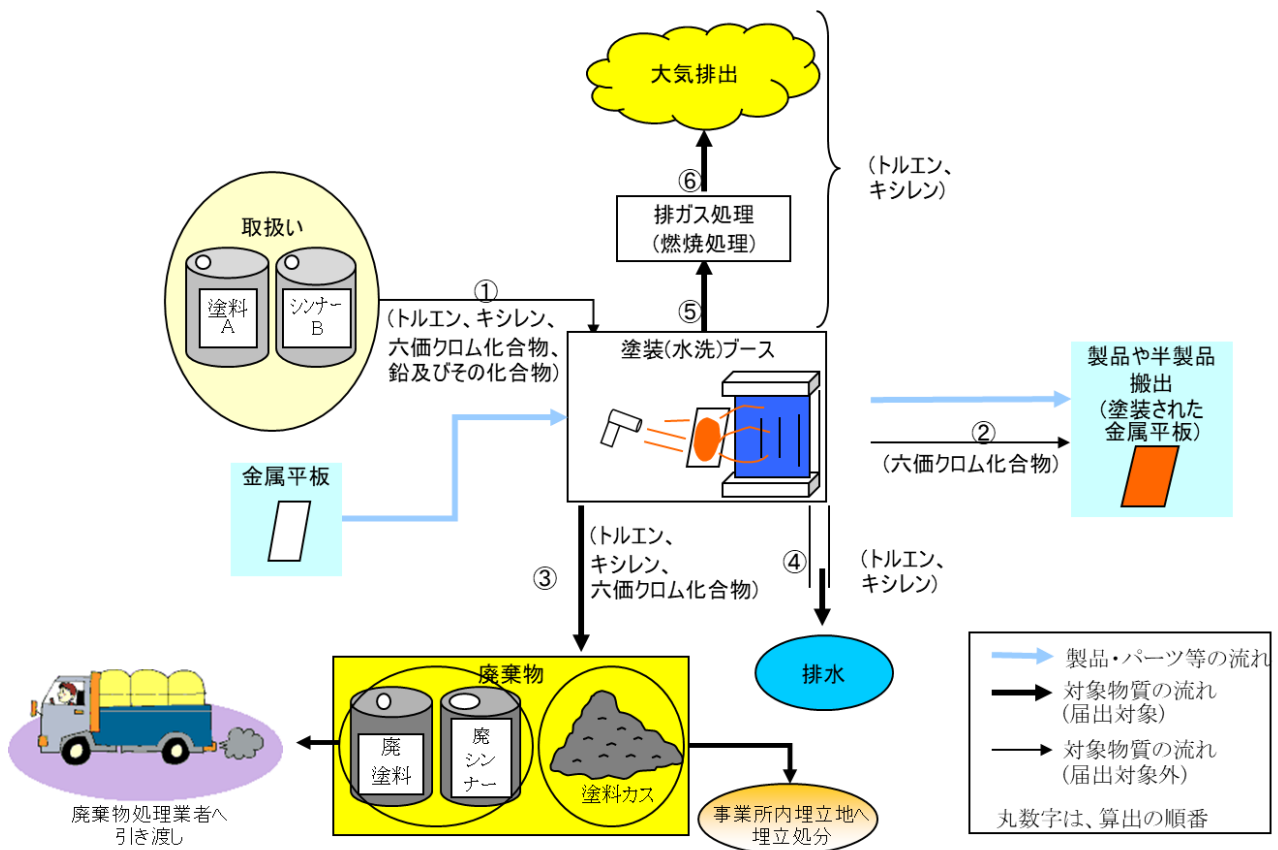 大気排出
⑥
(トルエン、
キシレン)
排ガス処理
(燃焼処理)
⑤
取扱い
塗料
A
シンナー
B
①
(トルエン、キシレン、
六価クロム化合物、
鉛及びその化合物)
塗装(水洗)ブース
製品や半製品
搬出
(塗装された
金属平板)
②
(六価クロム化合物)
金属平板
③
(トルエン、
キシレン、
六価クロム化合物)
④
(トルエン、
キシレン)
排水
廃棄物
廃
塗料
廃
シン
ナー
塗料カス
廃棄物処理業者へ
引き渡し
事業所内埋立地へ
埋立処分
製品・パーツ等の流れ
対象物質の流れ
(届出対象)
対象物質の流れ
(届出対象外)
丸数字は、算出の順番